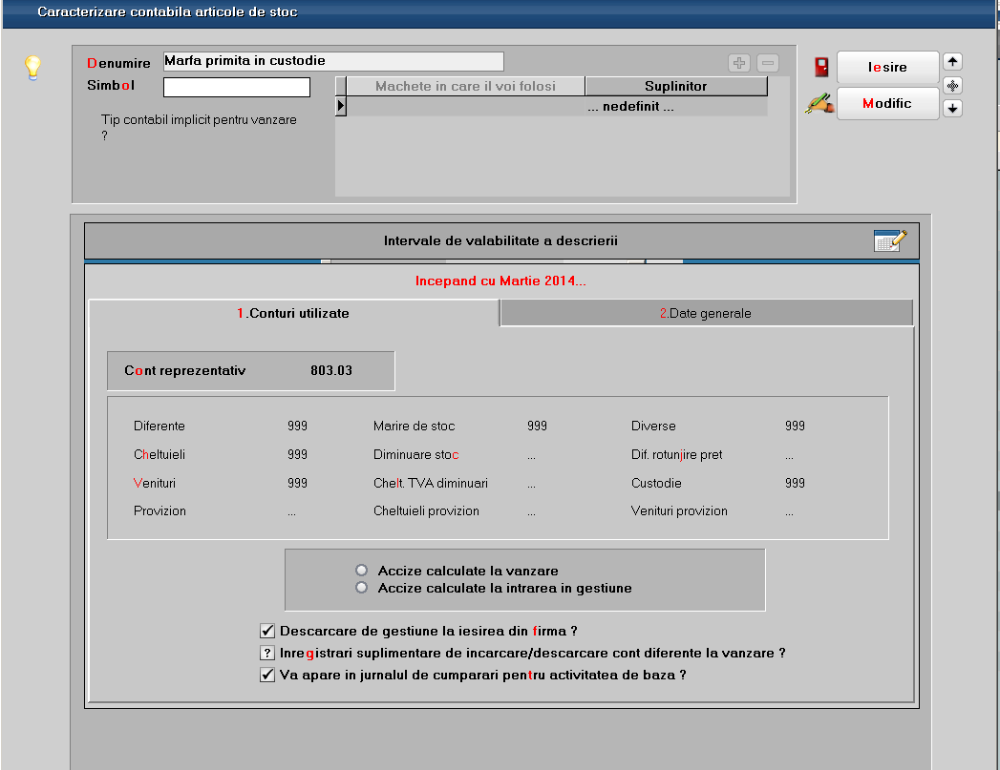 Caracterizare contabila articole de stoc
Denumire Marfa primita in custodie
Simbol
Machete in care il voi folosi Suplinitor
... nedefinit ...
Tip contabil implicit pentru vanzare
?
Iesire
Modific
Intervale de valabilitate a descrierii
Incepand cu Martie 2014...
1.Conturi utilizate 2.Date generale
Cont reprezentativ 803.03
Diferente 999 Marire de stoc 999 Diverse 999
Cheltuieli 999 Diminuare stoc ... Dif. rotunjire pret ...
Venituri 999 Chelt. TVA diminuari ... Custodie 999
Provizion ... Cheltuieli provizion ... Venituri provizion ...
Accize calculate la vanzare
Accize calculate la intrarea in gestiune
Descarcare de gestiune la iesirea din firma ?
? Inregistrari suplimentare de incarcare/descarcare cont diferente la vanzare ?
Va apare in jurnalul de cumparari pentru activitatea de baza ?